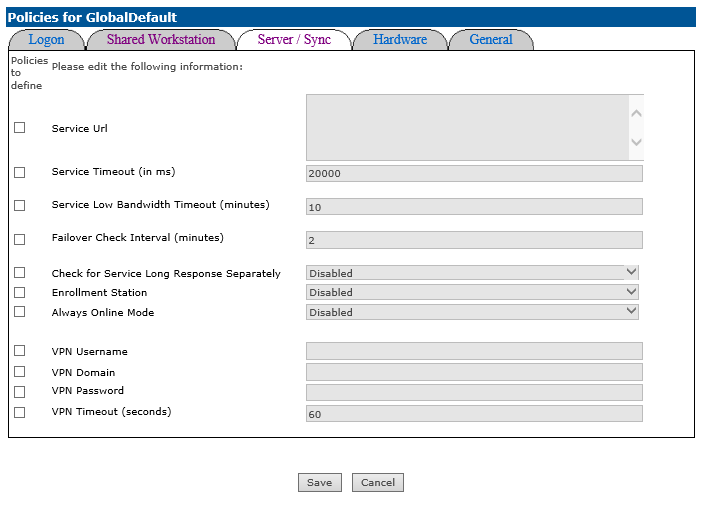 Policies for GlobalDefault
Logon Shared Workstation Server / Sync Hardware General
Policies
to
define
Please edit the following information:
Service Url
Service Timeout (in ms) 20000
Service Low Bandwidth Timeout (minutes) 10
Failover Check Interval (minutes) 2
Check for Service Long Response Separately Disabled
Enrollment Station Disabled
Always Online Mode Disabled
VPN Username
VPN Domain
VPN Password
VPN Timeout (seconds) 60
Save Cancel